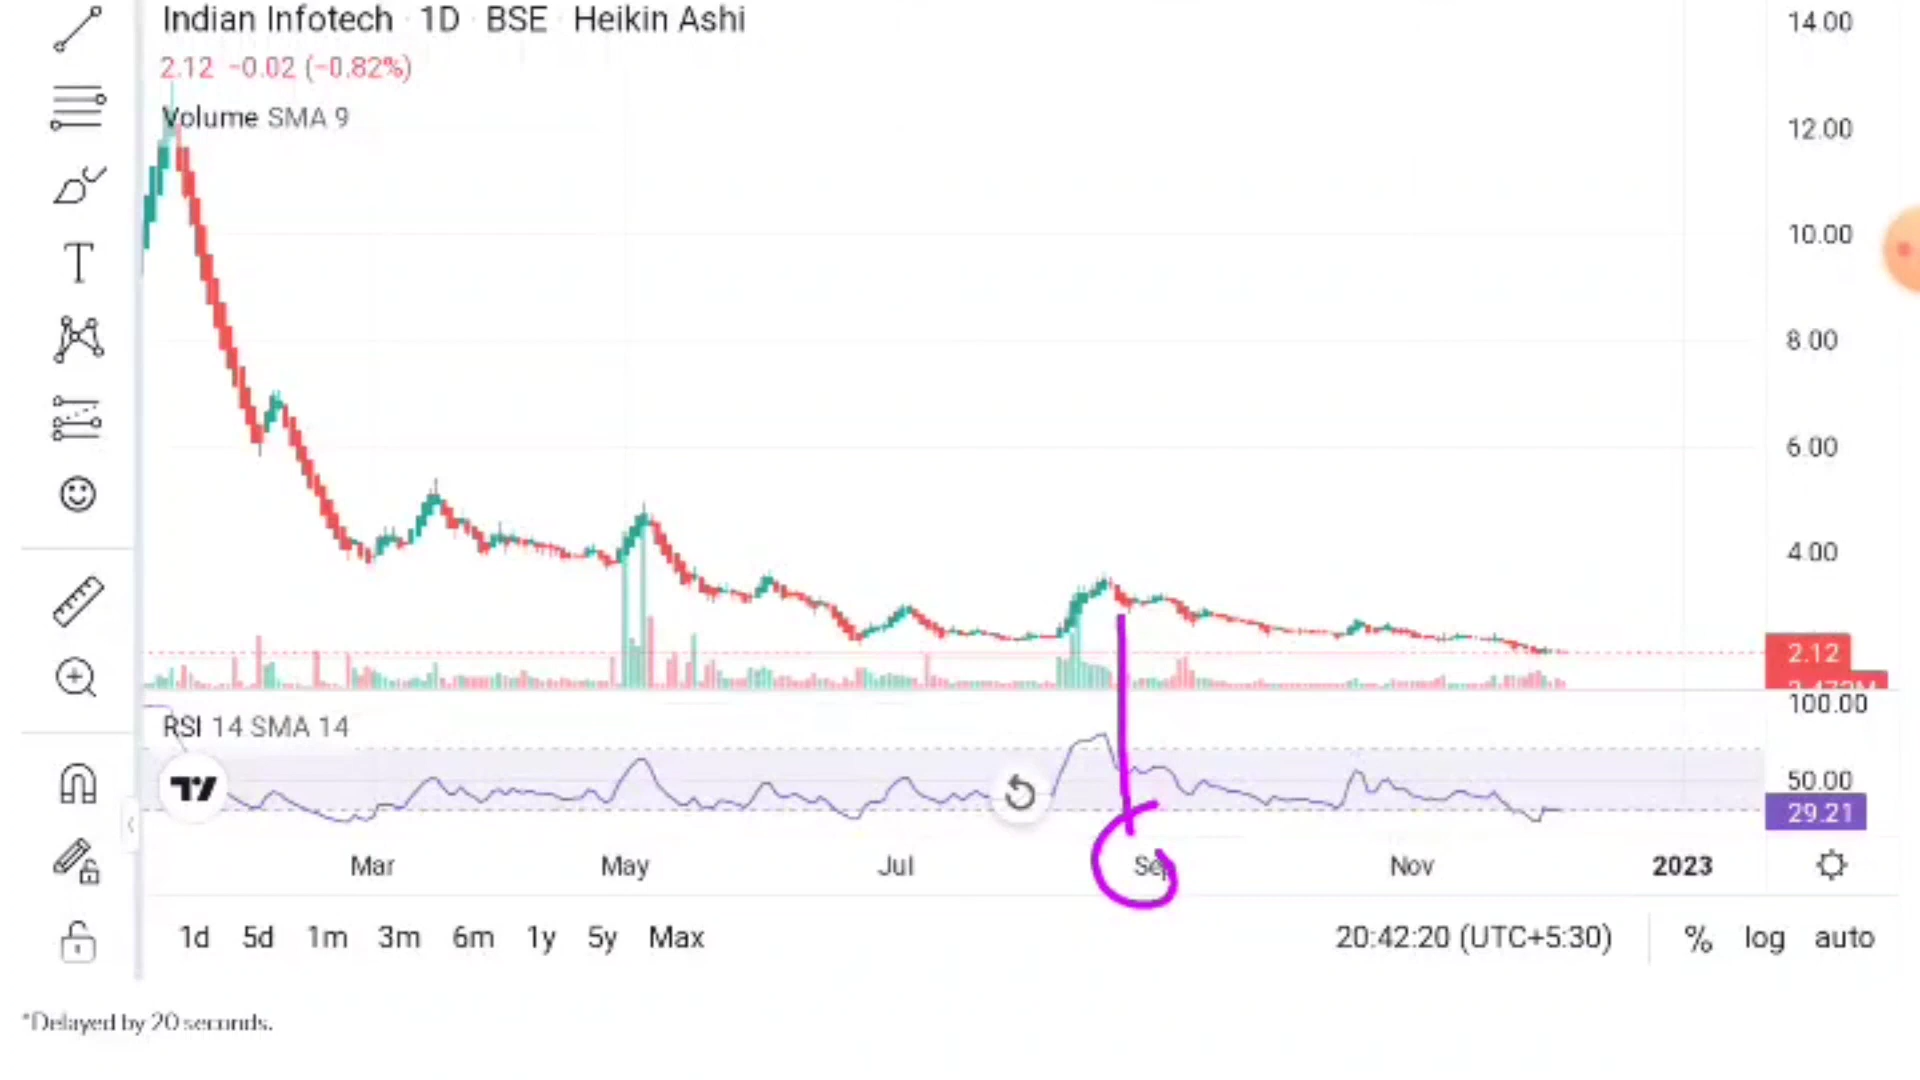 Indian Infotech · 1D · BSE · Heikin Ashi
2.12 −0.02 (−0.82%)
Volume SMA 9
14.00
12.00
10.00
8.00
6.00
4.00
2.12
100.00
RSI 14 SMA 14
50.00
29.21
Mar May Jul Sep Nov 2023
1d 5d 1m 3m 6m 1y 5y Max 20:42:20 (UTC+5:30) % log auto
*Delayed by 20 seconds.